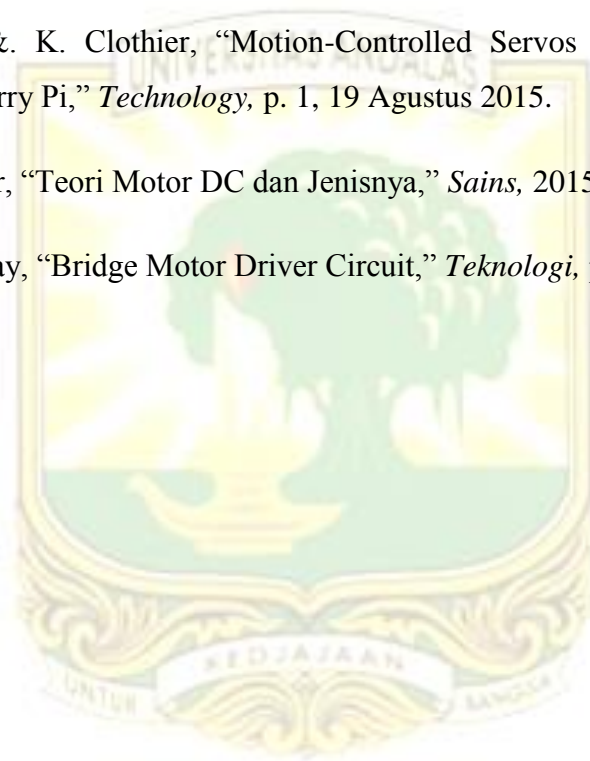 UNIVERSITAS ANDALAS
&. K. Clothier, “Motion-Controlled Servos
rry Pi,” Technology, p. 1, 19 Agustus 2015.
r, “Teori Motor DC dan Jenisnya,” Sains, 2015
ay, “Bridge Motor Driver Circuit,” Teknologi,
KEDJAJAAN
UNTUK
BANGSA